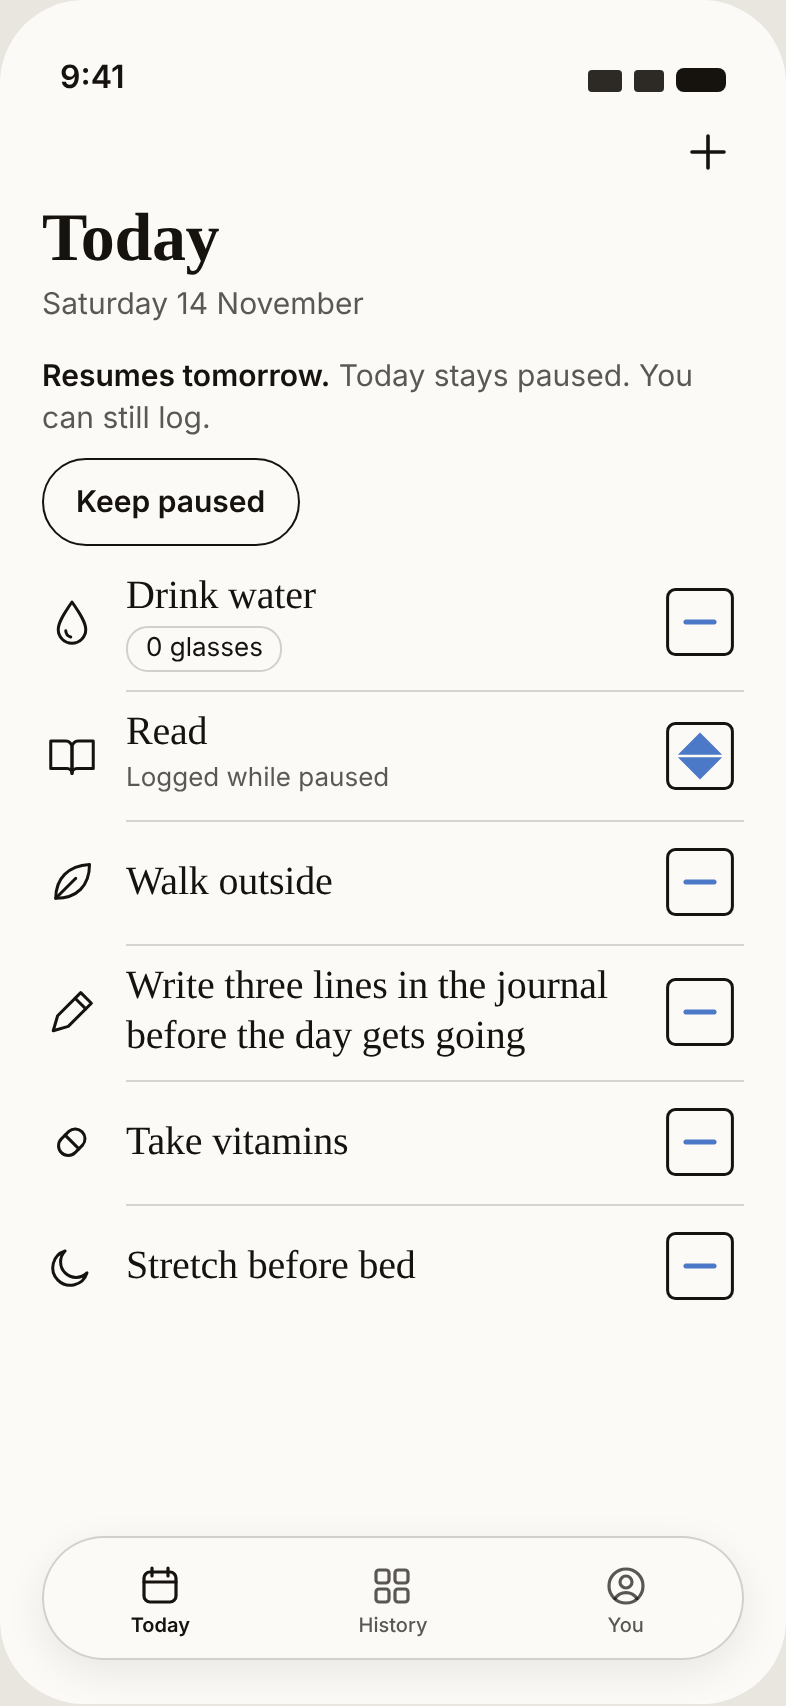 9:41
Today
Saturday 14 November
Resumes tomorrow. Today stays paused. You
can still log.
Keep paused
Drink water
0 glasses
Read
Logged while paused
Walk outside
Write three lines in the journal
before the day gets going
Take vitamins
Stretch before bed
Today
History
You